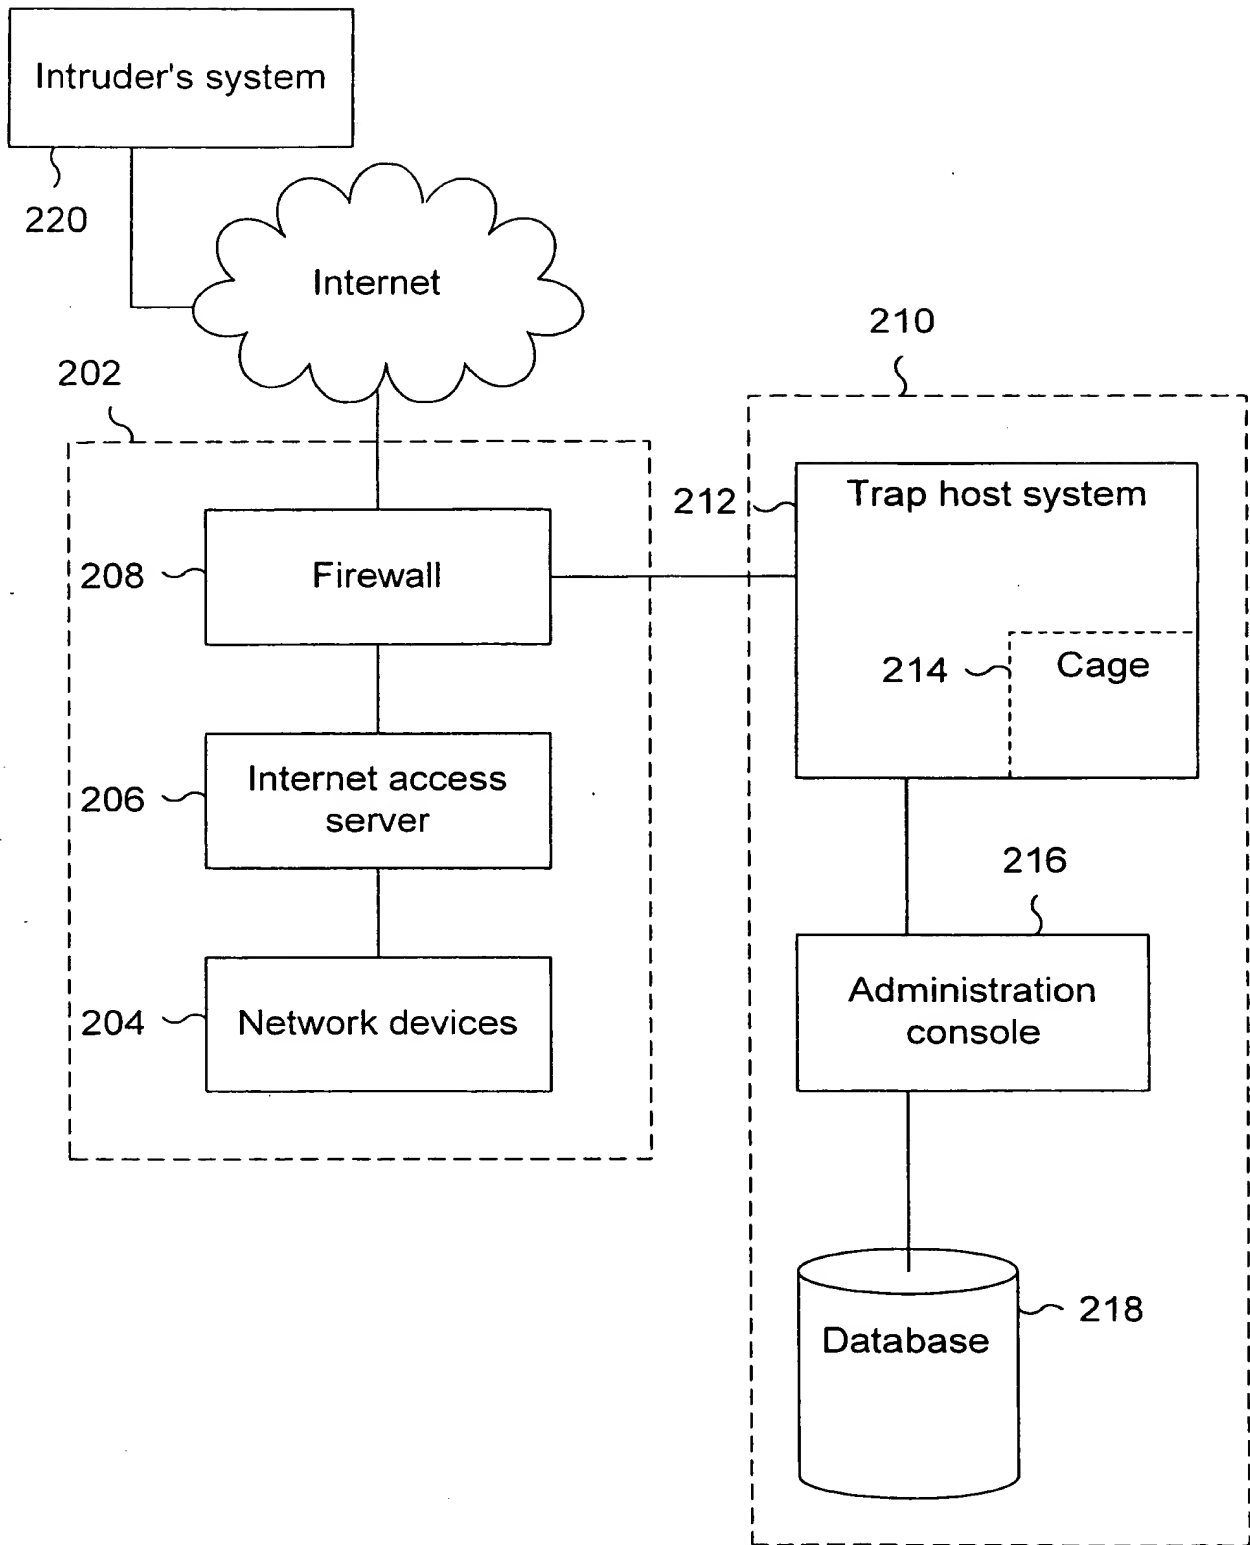 Intruder's system
220
Internet
202
210
208
Firewall
212
Trap host system
214
Cage
206
Internet access
server
216
Administration
console
204
Network devices
218
Database